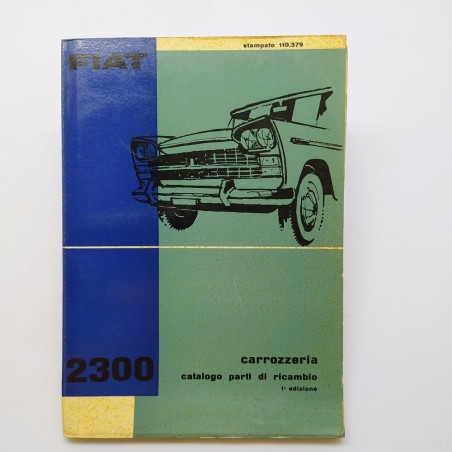 stampato 110.379
FIAT
2300
carrozzeria
catalogo parti di ricambio
1ª edizione